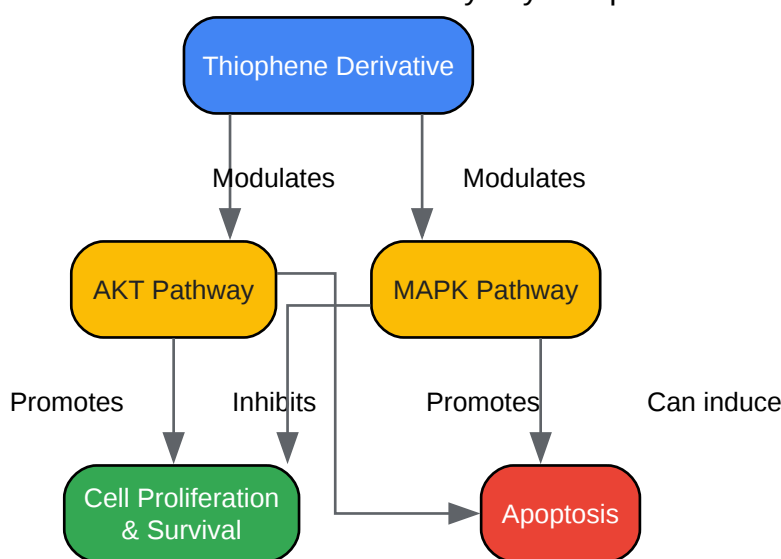 Thiophene Derivative
Modulates
Modulates
AKT Pathway
MAPK Pathway
Promotes
Inhibits
Promotes
Can induce
Cell Proliferation
& Survival
Apoptosis